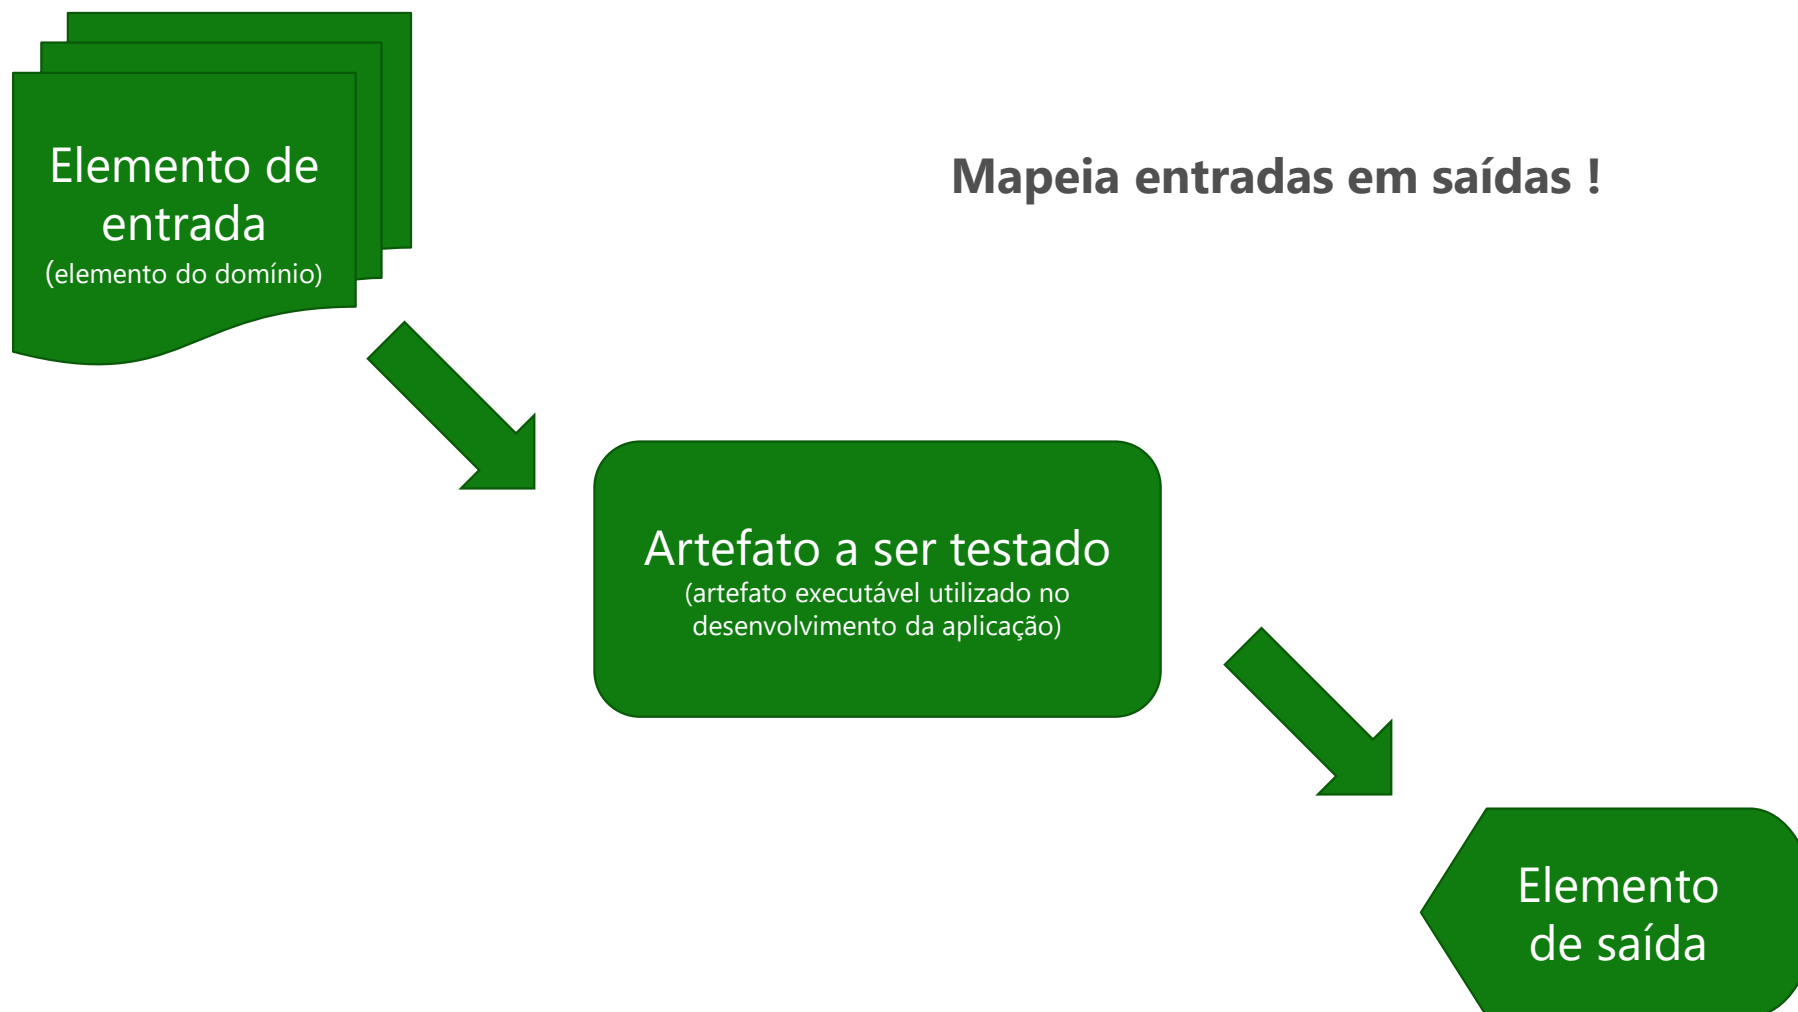 Elemento de
entrada
(elemento do domínio)
Mapeia entradas em saídas !
Artefato a ser testado
(artefato executável utilizado no
desenvolvimento da aplicação)
Elemento
de saída